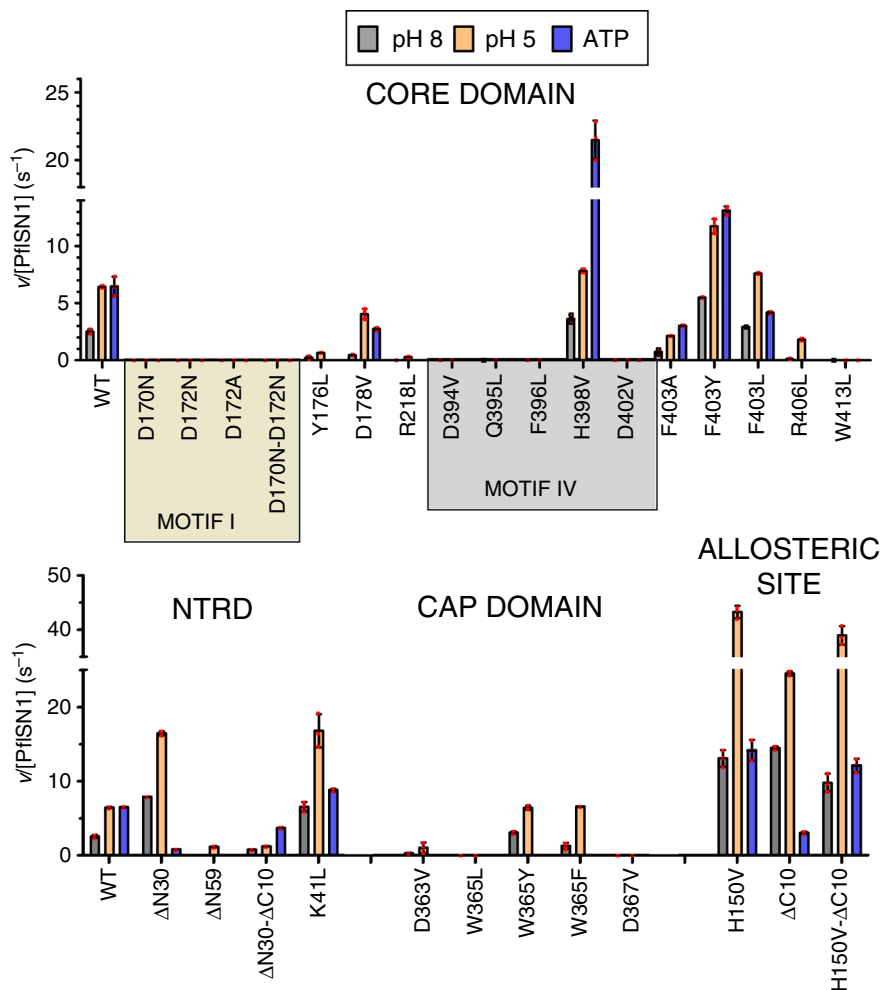 pH 8 pH 5 ATP
CORE DOMAIN
v/[PfISN1] (s⁻¹)
25
20
10
5
0
WT
D170N
D172N
D172A
D170N-D172N
Y176L
D178V
R218L
D394V
Q395L
F396L
H398V
D402V
F403A
F403Y
F403L
R406L
W413L
MOTIF I
MOTIF IV
NTRD
CAP DOMAIN
ALLOSTERIC
SITE
v/[PfISN1] (s⁻¹)
50
40
20
10
0
WT
ΔN30
ΔN59
ΔN30-ΔC10
K41L
D363V
W365L
W365Y
W365F
D367V
H150V
ΔC10
H150V-ΔC10